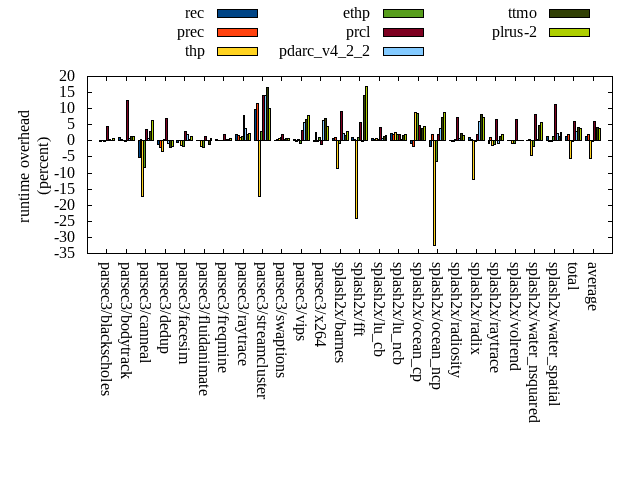 rec ethp ttmo
prec prcl plrus-2
thp pdarc_v4_2_2
runtime overhead
(percent)
20
15
10
5
0
-5
-10
-15
-20
-25
-30
-35
parsec3/blackscholes
parsec3/bodytrack
parsec3/canneal
parsec3/dedup
parsec3/facesim
parsec3/fluidanimate
parsec3/freqmine
parsec3/raytrace
parsec3/streamcluster
parsec3/swaptions
parsec3/vips
parsec3/x264
splash2x/barnes
splash2x/fft
splash2x/lu_cb
splash2x/lu_ncb
splash2x/ocean_cp
splash2x/ocean_ncp
splash2x/radiosity
splash2x/radix
splash2x/raytrace
splash2x/volrend
splash2x/water_nsquared
splash2x/water_spatial
total
average